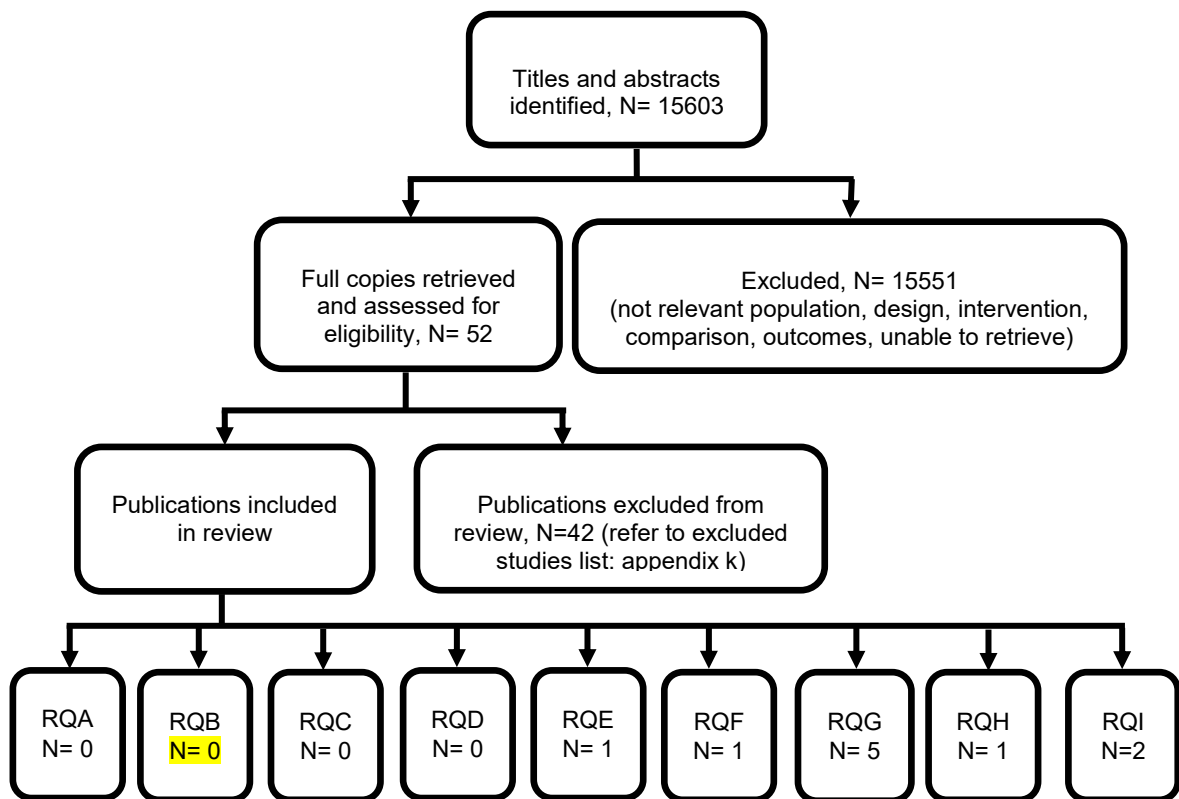 Titles and abstracts
identified, N= 15603
Full copies retrieved
and assessed for
eligibility, N= 52
Excluded, N= 15551
(not relevant population, design, intervention,
comparison, outcomes, unable to retrieve)
Publications included
in review
Publications excluded from
review, N=42 (refer to excluded
studies list: appendix k)
RQA
N= 0
RQB
N= 0
RQC
N= 0
RQD
N= 0
RQE
N= 1
RQF
N= 1
RQG
N= 5
RQH
N= 1
RQI
N=2